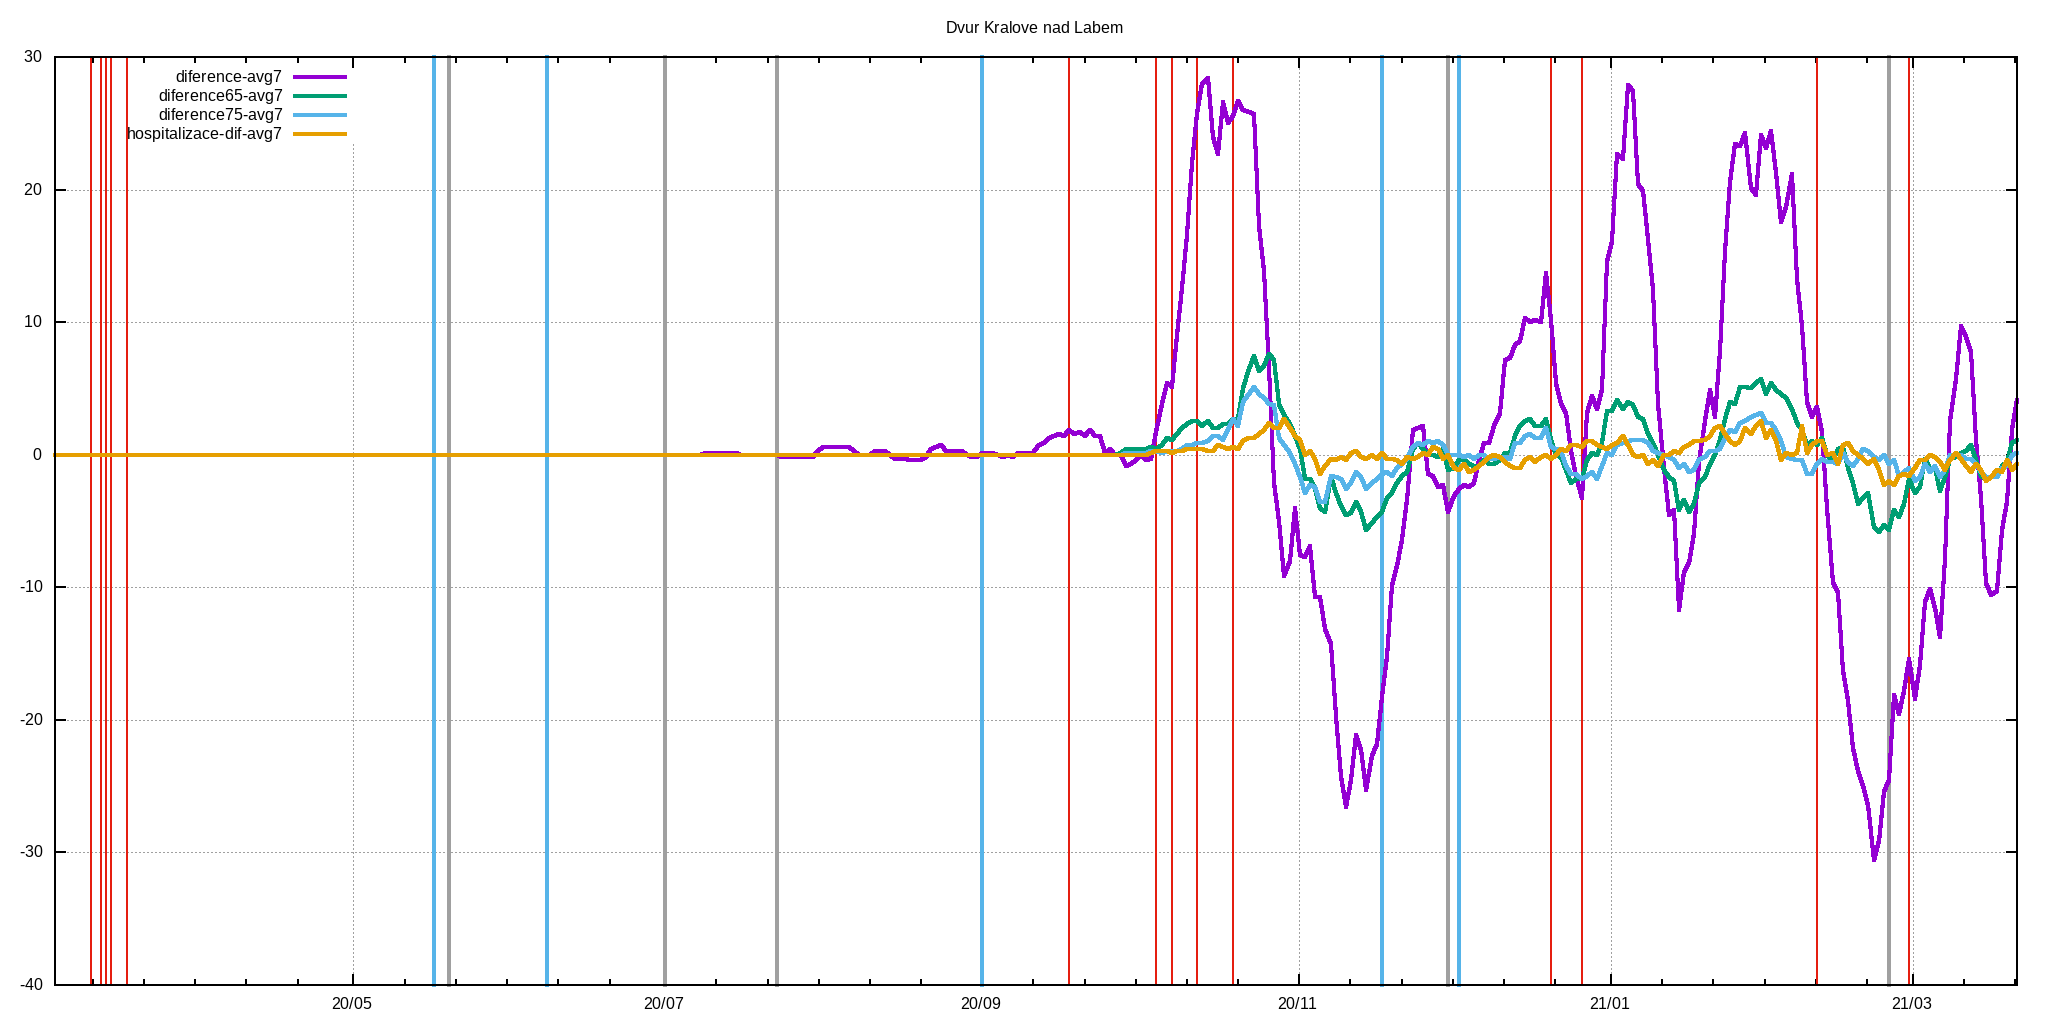 Dvur Kralove nad Labem
30
20
10
0
-10
-20
-30
-40
diference-avg7
diference65-avg7
diference75-avg7
hospitalizace-dif-avg7
20/05
20/07
20/09
20/11
21/01
21/03